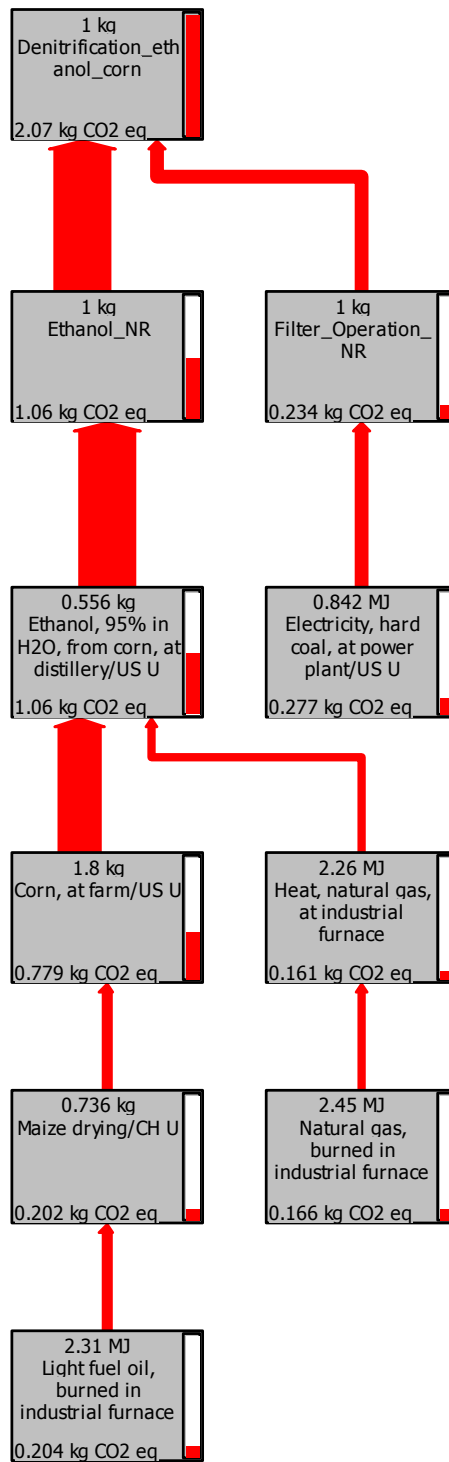 1 kg
Denitrification_eth
anol_corn
2.07 kg CO2 eq
1 kg
Ethanol_NR
1.06 kg CO2 eq
1 kg
Filter_Operation_
NR
0.234 kg CO2 eq
0.556 kg
Ethanol, 95% in
H2O, from corn, at
distillery/US U
1.06 kg CO2 eq
0.842 MJ
Electricity, hard
coal, at power
plant/US U
0.277 kg CO2 eq
1.8 kg
Corn, at farm/US U
0.779 kg CO2 eq
2.26 MJ
Heat, natural gas,
at industrial
furnace
0.161 kg CO2 eq
0.736 kg
Maize drying/CH U
0.202 kg CO2 eq
2.45 MJ
Natural gas,
burned in
industrial furnace
0.166 kg CO2 eq
2.31 MJ
Light fuel oil,
burned in
industrial furnace
0.204 kg CO2 eq